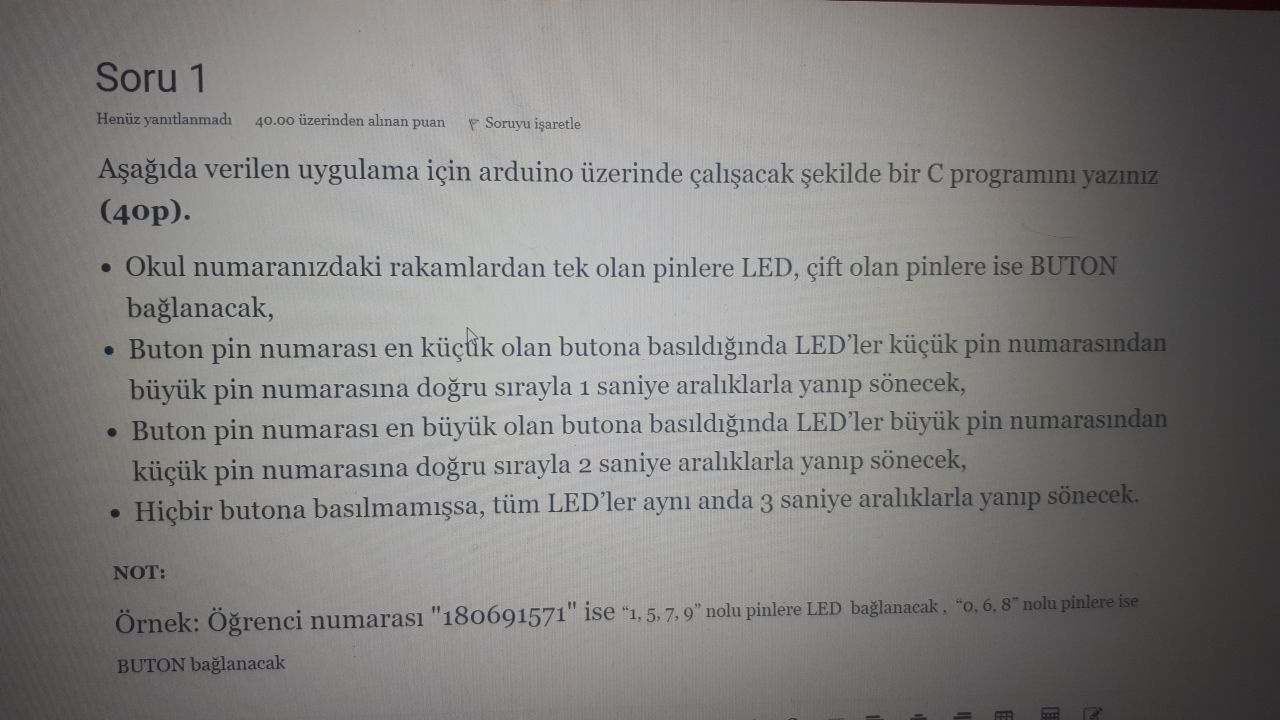 Soru 1
Henüz yanıtlanmadı 40.00 üzerinden alınan puan Soruyu işaretle
Aşağıda verilen uygulama için arduino üzerinde çalışacak şekilde bir C programını yazınız
(40p).
• Okul numaranızdaki rakamlardan tek olan pinlere LED, çift olan pinlere ise BUTON
bağlanacak,
• Buton pin numarası en küçük olan butona basıldığında LED’ler küçük pin numarasından
büyük pin numarasına doğru sırayla 1 saniye aralıklarla yanıp sönecek,
• Buton pin numarası en büyük olan butona basıldığında LED’ler büyük pin numarasından
küçük pin numarasına doğru sırayla 2 saniye aralıklarla yanıp sönecek,
• Hiçbir butona basılmamışsa, tüm LED’ler aynı anda 3 saniye aralıklarla yanıp sönecek.
NOT:
Örnek: Öğrenci numarası "180691571" ise “1, 5, 7, 9” nolu pinlere LED bağlanacak , “0, 6, 8” nolu pinlere ise
BUTON bağlanacak